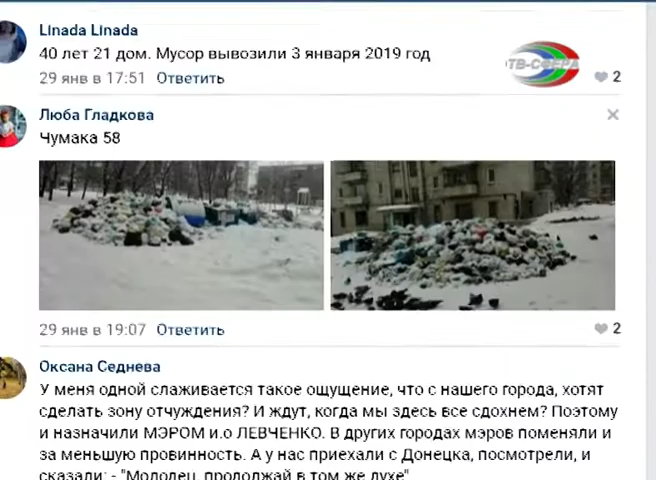 Linada Linada
40 лет 21 дом. Мусор вывозили 3 января 2019 год
29 янв в 17:51 Ответить
ТВ-СФЕРА
2
Люба Гладкова
Чумака 58
29 янв в 19:07 Ответить
2
Оксана Седнева
У меня одной слаживается такое ощущение, что с нашего города, хотят
сделать зону отчуждения? И ждут, когда мы здесь все сдохнем? Поэтому
и назначили МЭРОМ и.о ЛЕВЧЕНКО. В других городах мэров поменяли и
за меньшую провинность. А у нас приехали с Донецка, посмотрели, и
сказали: - "Молодец, продолжай в том же духе"